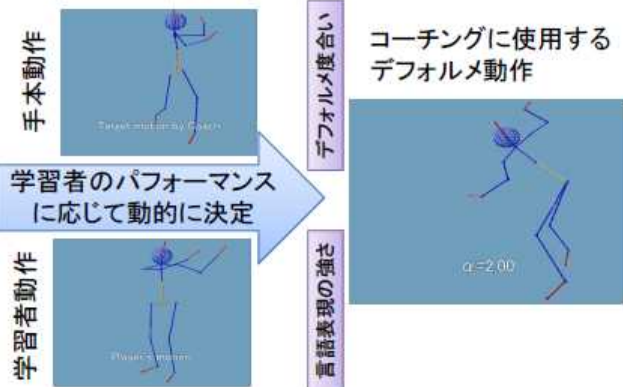 手本動作
Target motion by Coach
学習者のパフォーマンス
に応じて動的に決定
学習者動作
Player's motion
デフォルメ度合い
言語表現の強さ
コーチングに使用する
デフォルメ動作
α=2.00